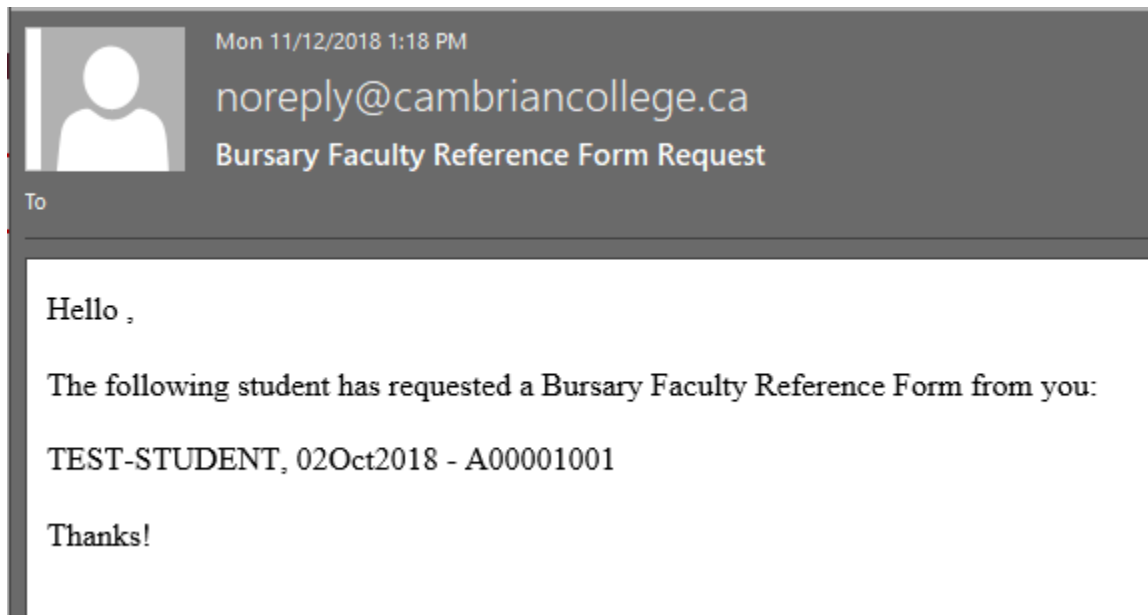 Mon 11/12/2018 1:18 PM
noreply@cambriancollege.ca
Bursary Faculty Reference Form Request
To
Hello ,
The following student has requested a Bursary Faculty Reference Form from you:
TEST-STUDENT, 02Oct2018 - A00001001
Thanks!